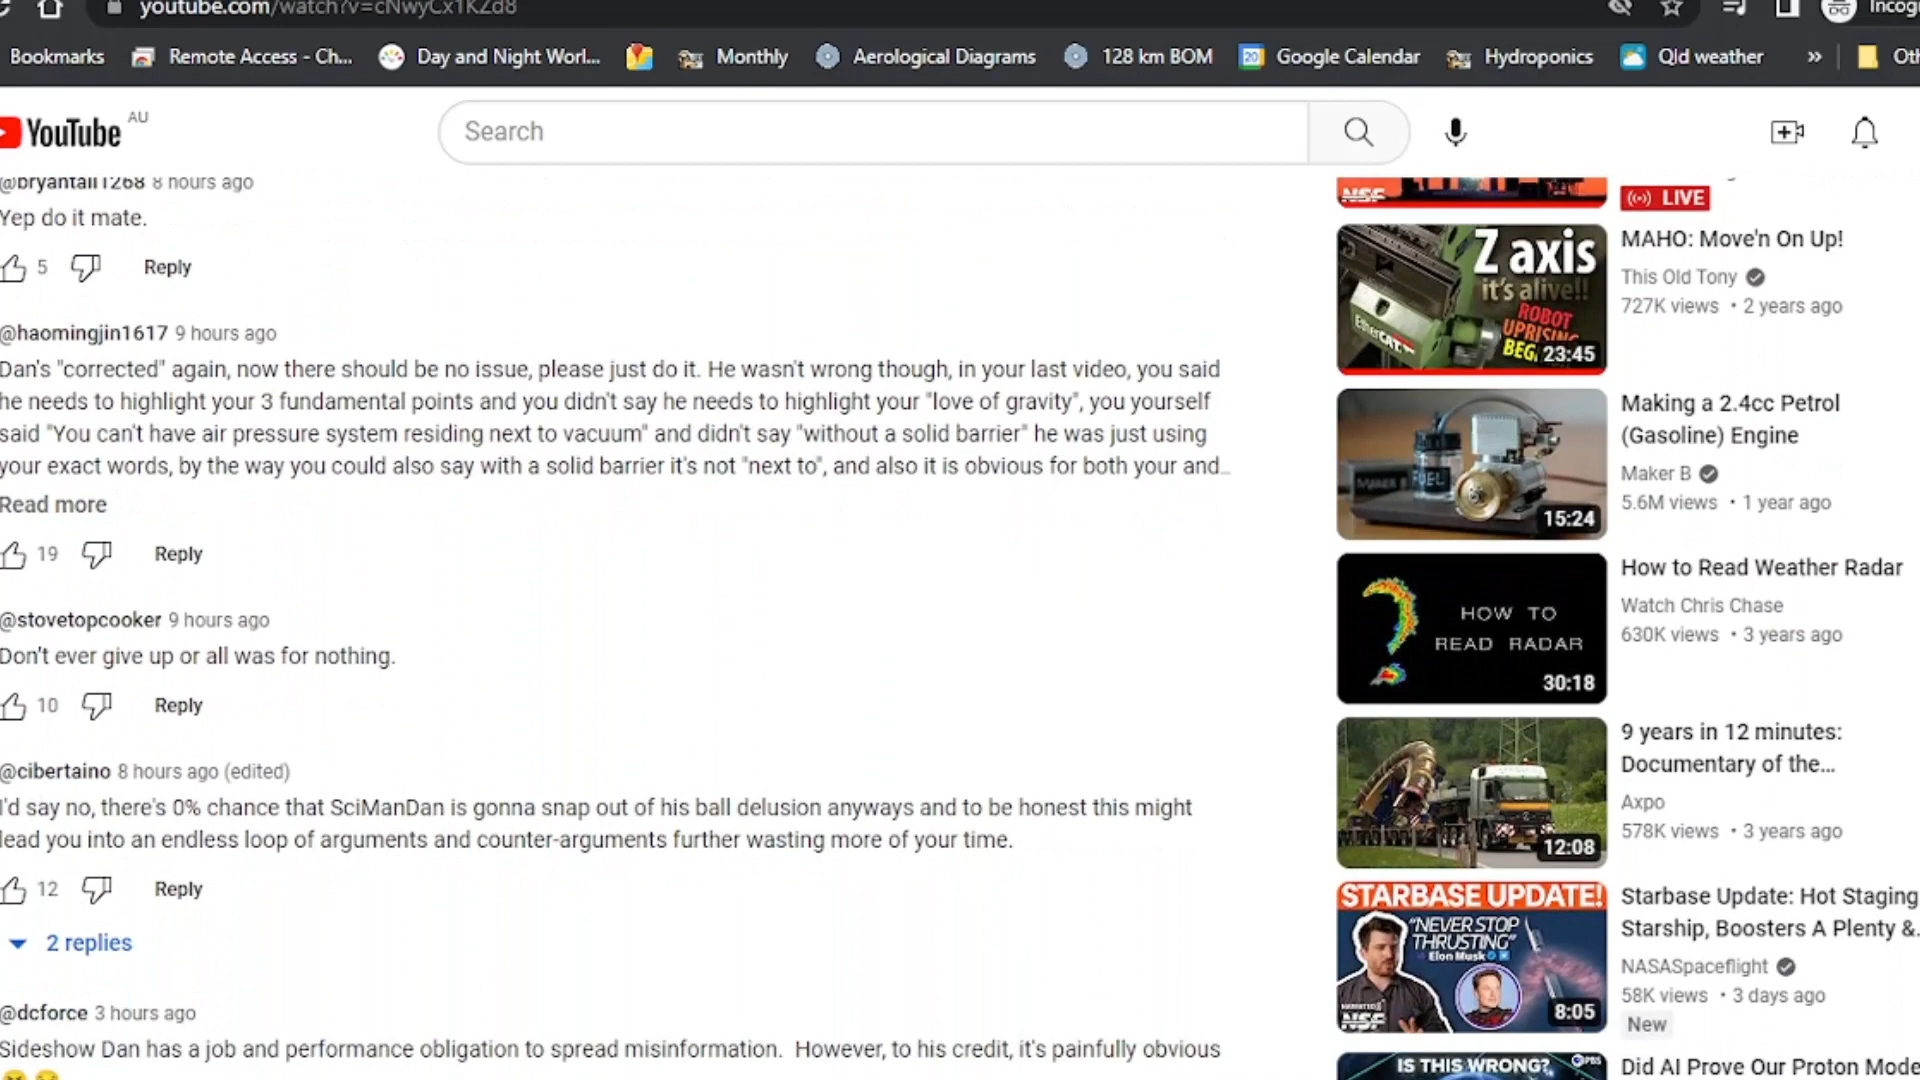 youtube.com/watch?v=cNwyCx1KZd8
Incog
Bookmarks
Remote Access - Ch...
Day and Night Worl...
Monthly
Aerological Diagrams
128 km BOM
20
Google Calendar
Hydroponics
Qld weather
»
Oth
YouTube AU
Search
@bryantall1268 8 hours ago
Yep do it mate.
5
Reply
@haomingjin1617 9 hours ago
Dan's "corrected" again, now there should be no issue, please just do it. He wasn't wrong though, in your last video, you said
he needs to highlight your 3 fundamental points and you didn't say he needs to highlight your "love of gravity", you yourself
said "You can't have air pressure system residing next to vacuum" and didn't say "without a solid barrier" he was just using
your exact words, by the way you could also say with a solid barrier it's not "next to", and also it is obvious for both your and...
Read more
19
Reply
@stovetopcooker 9 hours ago
Don't ever give up or all was for nothing.
10
Reply
@cibertaino 8 hours ago (edited)
I'd say no, there's 0% chance that SciManDan is gonna snap out of his ball delusion anyways and to be honest this might
lead you into an endless loop of arguments and counter-arguments further wasting more of your time.
12
Reply
2 replies
@dcforce 3 hours ago
Sideshow Dan has a job and performance obligation to spread misinformation. However, to his credit, it's painfully obvious
NSF
LIVE
Z axis
it's alive!!
ROBOT
UPRISING
BEG
EtherCAT
23:45
MAHO: Move'n On Up!
This Old Tony
727K views • 2 years ago
MAKER B
FUEL
15:24
Making a 2.4cc Petrol
(Gasoline) Engine
Maker B
5.6M views • 1 year ago
HOW TO
READ RADAR
30:18
How to Read Weather Radar
Watch Chris Chase
630K views • 3 years ago
12:08
9 years in 12 minutes:
Documentary of the...
Axpo
578K views • 3 years ago
STARBASE UPDATE!
"NEVER STOP
THRUSTING"
Elon Musk
NSF
8:05
Starbase Update: Hot Staging
Starship, Boosters A Plenty &.
NASASpaceflight
58K views • 3 days ago
New
IS THIS WRONG?
PBS
Did AI Prove Our Proton Mode